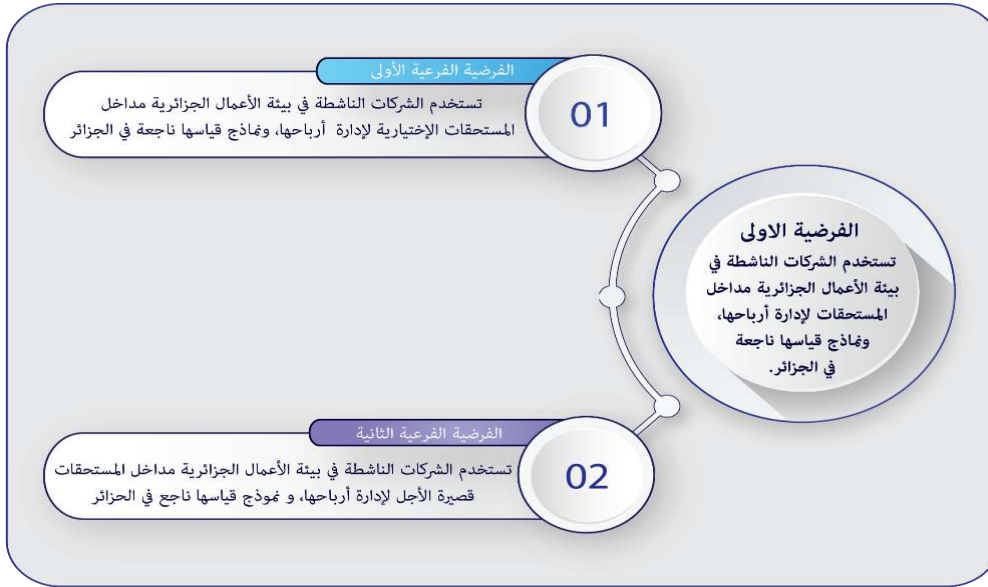 الفرضية الاولى
تستخدم الشركات الناشطة في
بيئة الأعمال الجزائرية مداخل
المستحقات لإدارة أرباحها،
ونماذج قياسها ناجعة
في الجزائر.
الفرضية الفرعية الأولى
01
تستخدم الشركات الناشطة في بيئة الأعمال الجزائرية مداخل
المستحقات الإختيارية لإدارة أرباحها، ونماذج قياسها ناجعة في الجزائر
الفرضية الفرعية الثانية
02
تستخدم الشركات الناشطة في بيئة الأعمال الجزائرية مداخل المستحقات
قصيرة الأجل لإدارة أرباحها، و نموذج قياسها ناجع في الحزائر